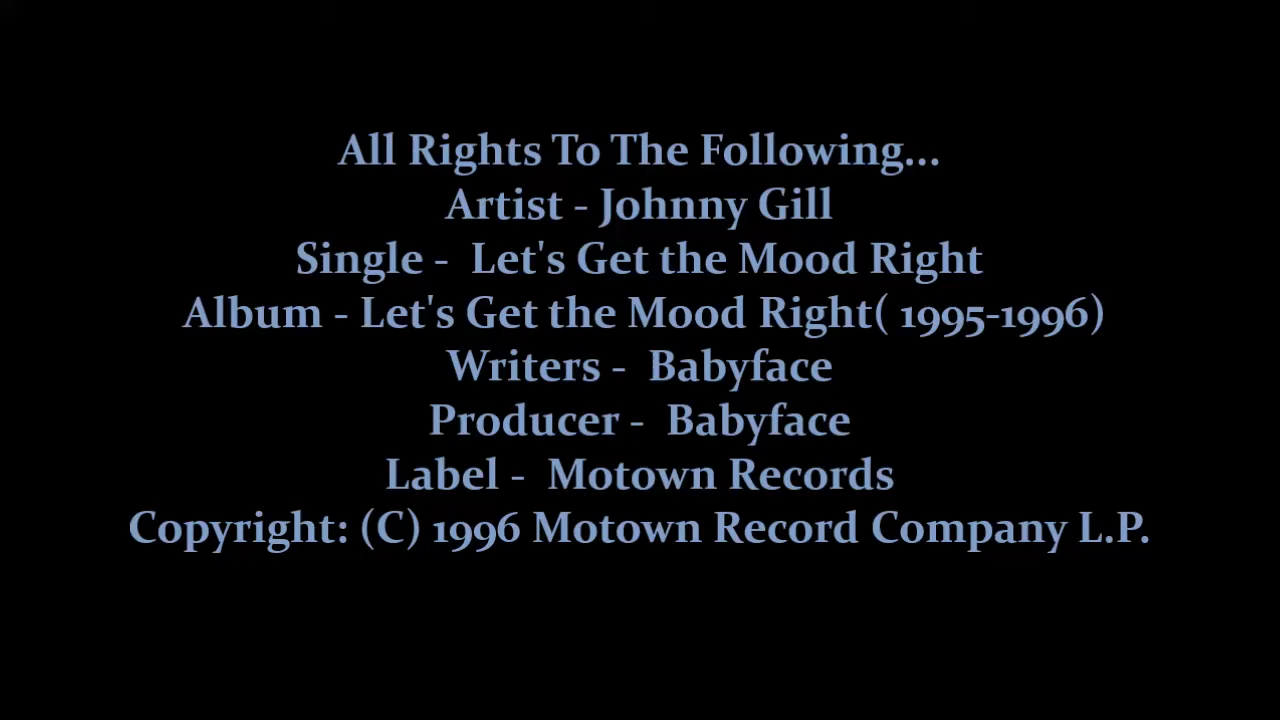 All Rights To The Following...
Artist - Johnny Gill
Single -  Let's Get the Mood Right
Album - Let's Get the Mood Right( 1995-1996)
Writers -  Babyface
Producer -  Babyface
Label -  Motown Records
Copyright: (C) 1996 Motown Record Company L.P.